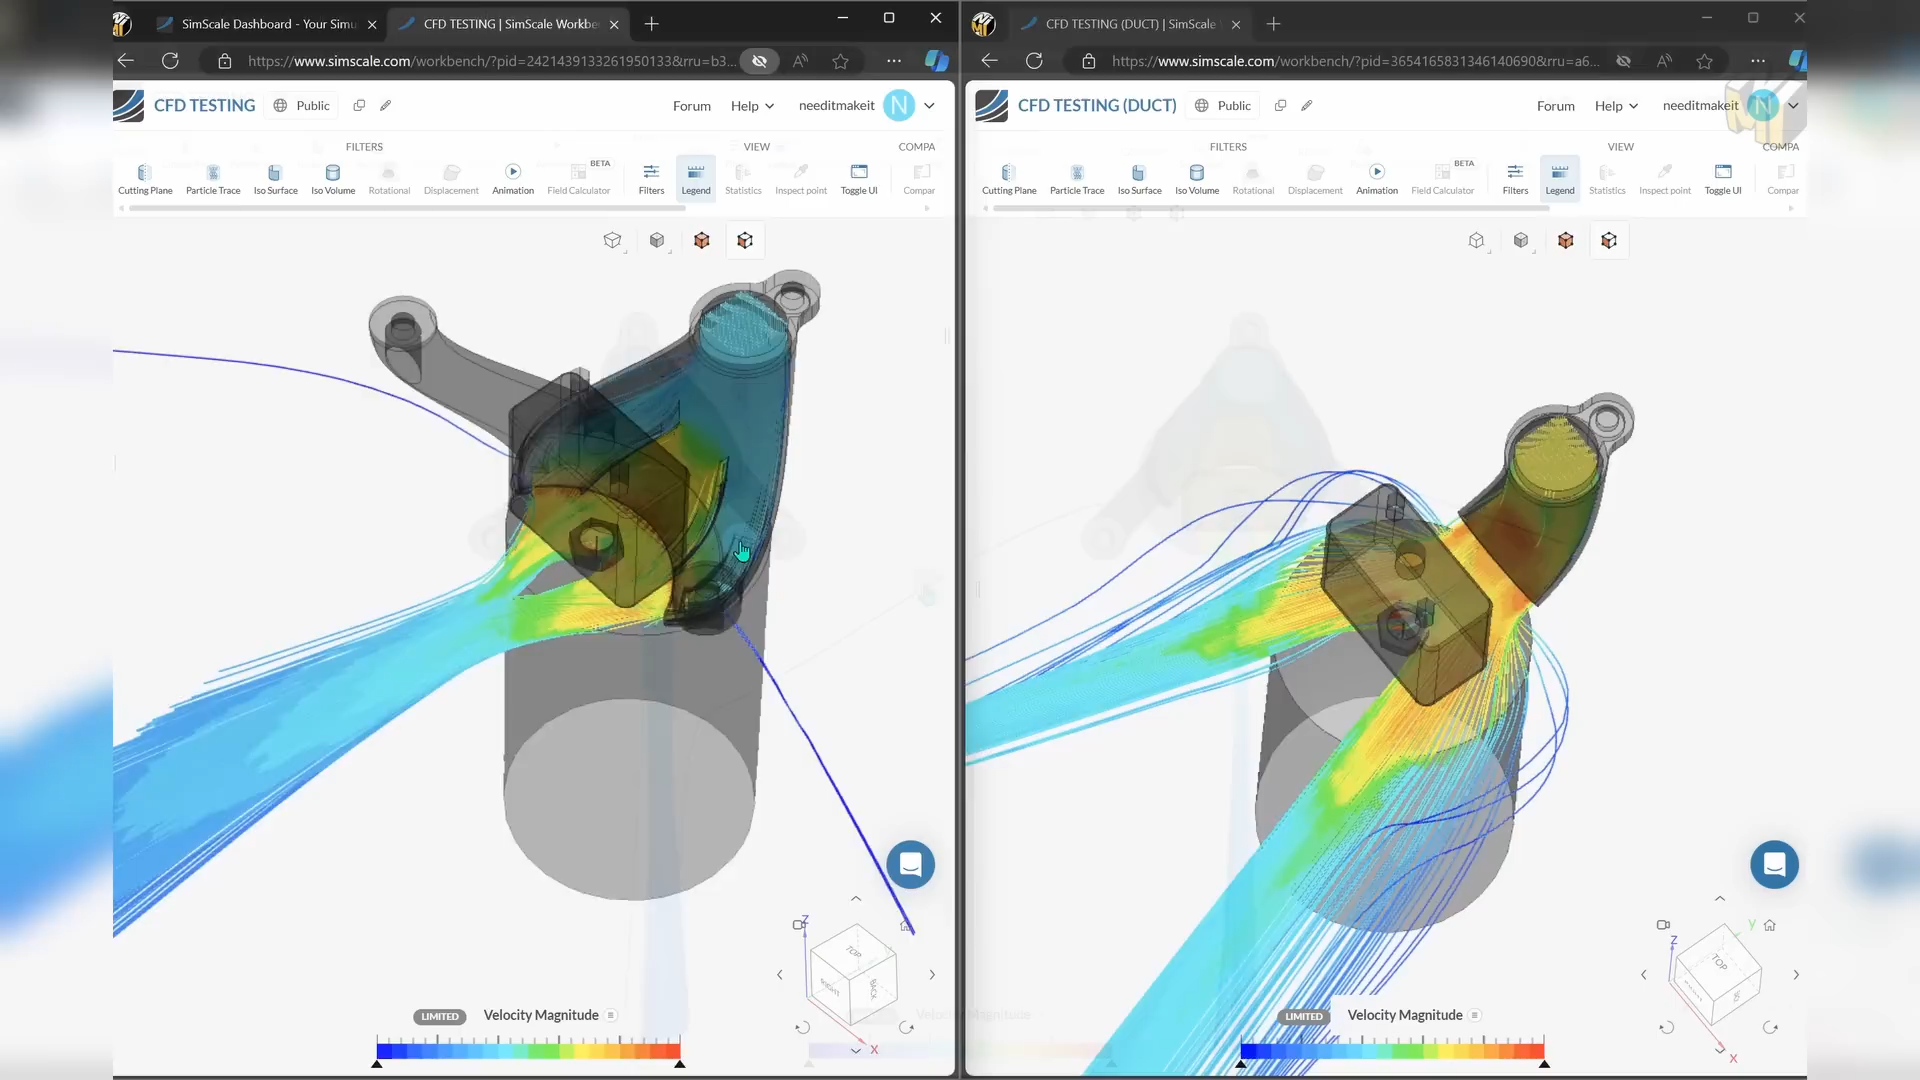 SimScale Dashboard - Your Simu
CFD TESTING | SimScale Workbe
https://www.simscale.com/workbench/?pid=2421439133261950133&rru=b3...
CFD TESTING
Public
Forum
Help
needitmakeit
N
FILTERS
VIEW
COMPA
Cutting Plane
Particle Trace
Iso Surface
Iso Volume
Rotational
Displacement
Animation
BETA
Field Calculator
Filters
Legend
Statistics
Inspect point
Toggle UI
Compar
TOP
RIGHT
BACK
Z
X
LIMITED
Velocity Magnitude
CFD TESTING (DUCT) | SimScale
https://www.simscale.com/workbench/?pid=3654165831346140690&rru=a6...
CFD TESTING (DUCT)
Public
Forum
Help
needitmakeit
N
FILTERS
VIEW
COMPA
Cutting Plane
Particle Trace
Iso Surface
Iso Volume
Rotational
Displacement
Animation
BETA
Field Calculator
Filters
Legend
Statistics
Inspect point
Toggle UI
Compar
Z
Y
TOP
X
LIMITED
Velocity Magnitude